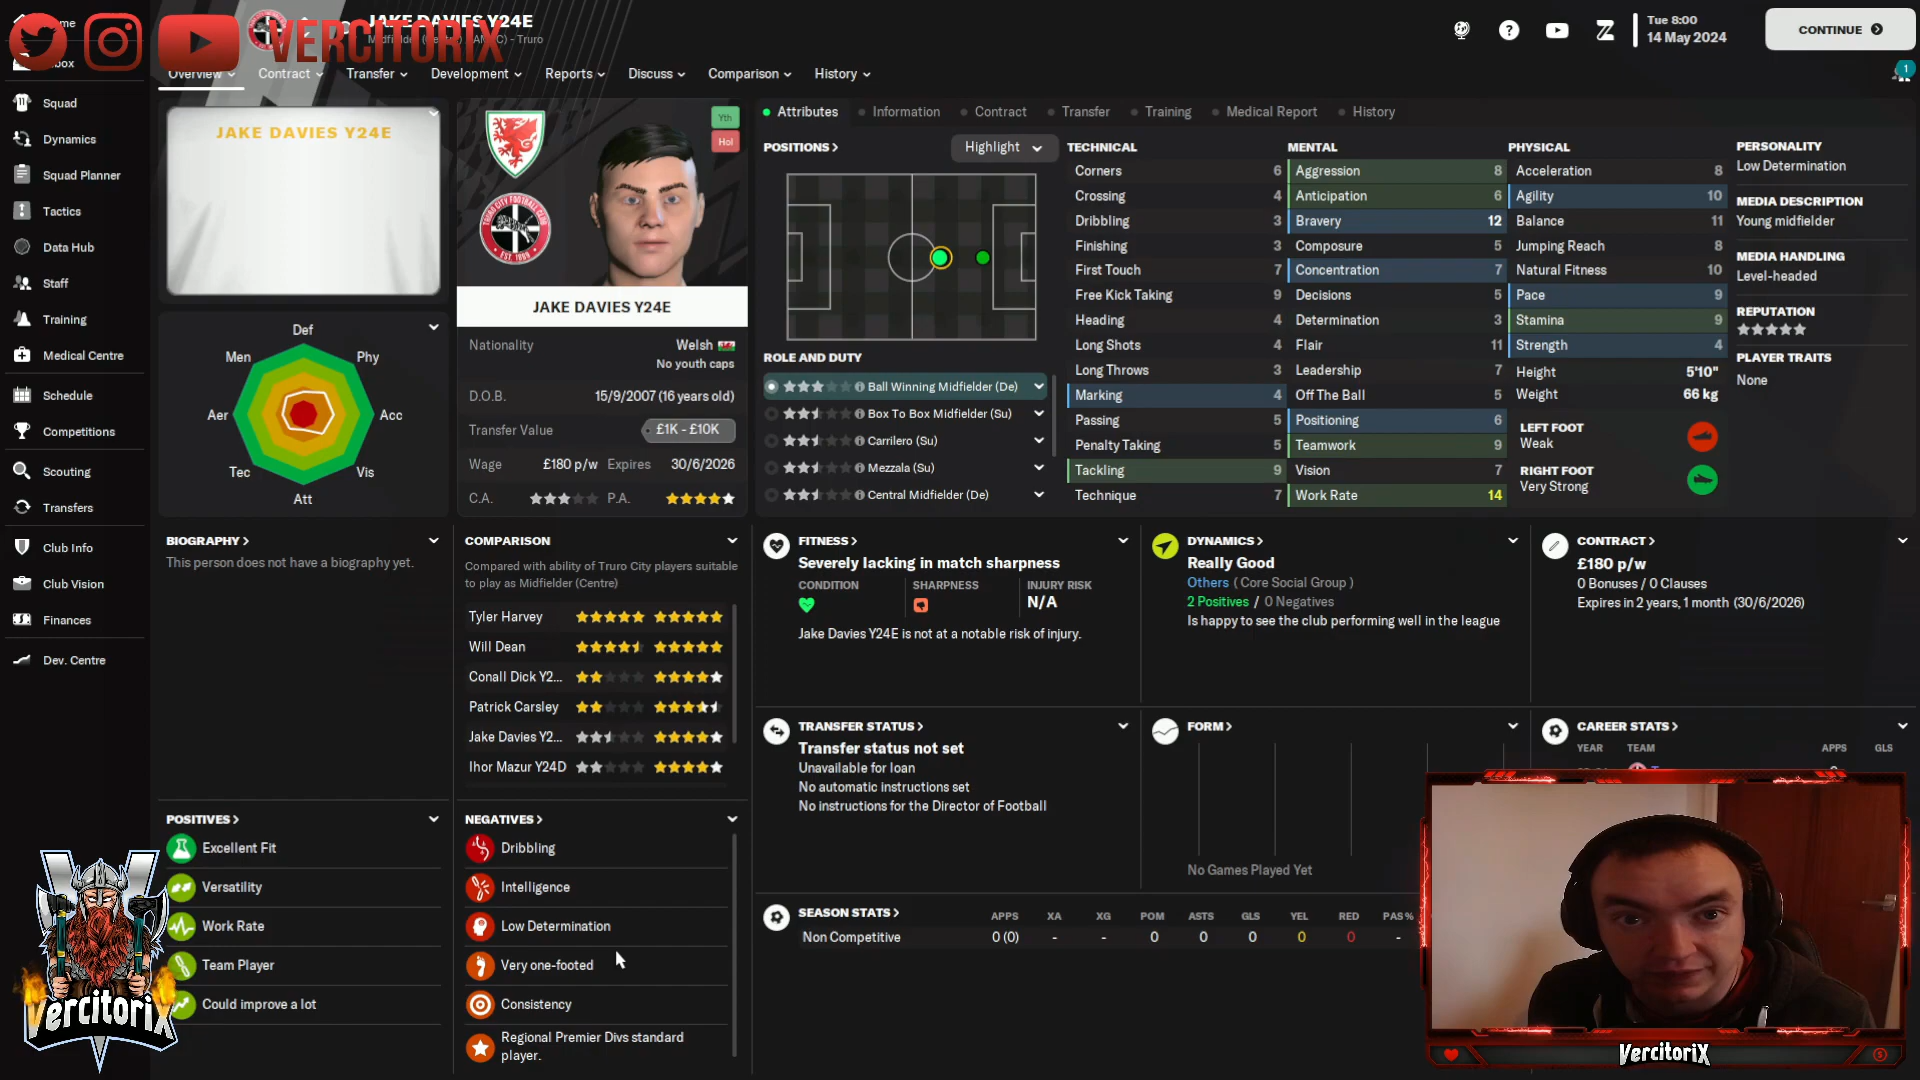 VERCITORIX
JAKE DAVIES Y24E
Overview
Contract
Transfer
Development
Reports
Discuss
Comparison
History
Tue 8:00
14 May 2024
CONTINUE
1
Squad
Dynamics
Squad Planner
Tactics
Data Hub
Staff
Training
Medical Centre
Schedule
Competitions
Scouting
Transfers
Club Info
Club Vision
Finances
Dev. Centre
JAKE DAVIES Y24E
Def
Men
Phy
Aer
Acc
Tec
Vis
Att
Yth
Hol
TRURO CITY FOOTBALL CLUB
EST 1889
JAKE DAVIES Y24E
Nationality Welsh
No youth caps
D.O.B. 15/9/2007 (16 years old)
Transfer Value £1K - £10K
Wage £180 p/w Expires 30/6/2026
C.A. P.A.
Attributes
Information
Contract
Transfer
Training
Medical Report
History
POSITIONS
Highlight
ROLE AND DUTY
Ball Winning Midfielder (De)
Box To Box Midfielder (Su)
Carrilero (Su)
Mezzala (Su)
Central Midfielder (De)
TECHNICAL
Corners 6
Crossing 4
Dribbling 3
Finishing 3
First Touch 7
Free Kick Taking 9
Heading 4
Long Shots 4
Long Throws 3
Marking 4
Passing 5
Penalty Taking 5
Tackling 9
Technique 7
MENTAL
Aggression 8
Anticipation 6
Bravery 12
Composure 5
Concentration 7
Decisions 5
Determination 3
Flair 11
Leadership 7
Off The Ball 5
Positioning 6
Teamwork 9
Vision 7
Work Rate 14
PHYSICAL
Acceleration 8
Agility 10
Balance 11
Jumping Reach 8
Natural Fitness 10
Pace 9
Stamina 9
Strength 4
Height 5'10"
Weight 66 kg
LEFT FOOT
Weak
RIGHT FOOT
Very Strong
PERSONALITY
Low Determination
MEDIA DESCRIPTION
Young midfielder
MEDIA HANDLING
Level-headed
REPUTATION
PLAYER TRAITS
None
BIOGRAPHY
This person does not have a biography yet.
COMPARISON
Compared with ability of Truro City players suitable
to play as Midfielder (Centre)
Tyler Harvey
Will Dean
Conall Dick Y2...
Patrick Carsley
Jake Davies Y2...
Ihor Mazur Y24D
FITNESS
Severely lacking in match sharpness
CONDITION
SHARPNESS
INJURY RISK
N/A
Jake Davies Y24E is not at a notable risk of injury.
DYNAMICS
Really Good
Others ( Core Social Group )
2 Positives / 0 Negatives
Is happy to see the club performing well in the league
CONTRACT
£180 p/w
0 Bonuses / 0 Clauses
Expires in 2 years, 1 month (30/6/2026)
TRANSFER STATUS
Transfer status not set
Unavailable for loan
No automatic instructions set
No instructions for the Director of Football
FORM
No Games Played Yet
CAREER STATS
YEAR TEAM APPS GLS
POSITIVES
Excellent Fit
Versatility
Work Rate
Team Player
Could improve a lot
NEGATIVES
Dribbling
Intelligence
Low Determination
Very one-footed
Consistency
Regional Premier Divs standard
player.
SEASON STATS
APPS XA XG POM ASTS GLS YEL RED PAS %
Non Competitive 0 (0) - - 0 0 0 0 0 -
VercitoriX
VercitoriX